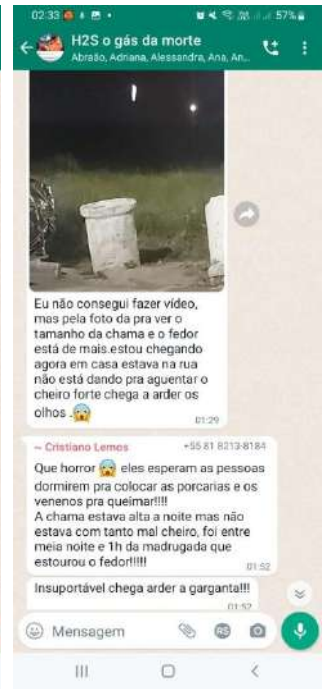 02:33
57%
H2S o gás da morte
Abraão, Adriana, Alessandra, Ana, An...
Eu não consegui fazer vídeo,
mas pela foto da pra ver o
tamanho da chama e o fedor
está de mais.estou chegando
agora em casa estava na rua
não está dando pra aguentar o
cheiro forte chega a arder os
olhos .
01:29
~ Cristiano Lemos +55 81 8213-8184
Que horror eles esperam as pessoas
dormirem pra colocar as porcarias e os
venenos pra queimar!!!!
A chama estava alta a noite mas não
estava com tanto mal cheiro, foi entre
meia noite e 1h da madrugada que
estourou o fedor!!!!!
01:52
Insuportável chega arder a garganta!!!
01:52
Mensagem
R$